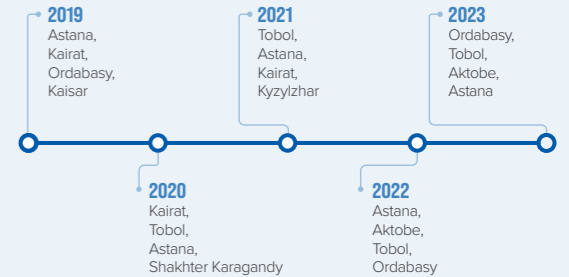 2019
Astana,
Kairat,
Ordabasy,
Kaisar
2020
Kairat,
Tobol,
Astana,
Shakhter Karagandy
2021
Tobol,
Astana,
Kairat,
Kyzylzhar
2022
Astana,
Aktobe,
Tobol,
Ordabasy
2023
Ordabasy,
Tobol,
Aktobe,
Astana